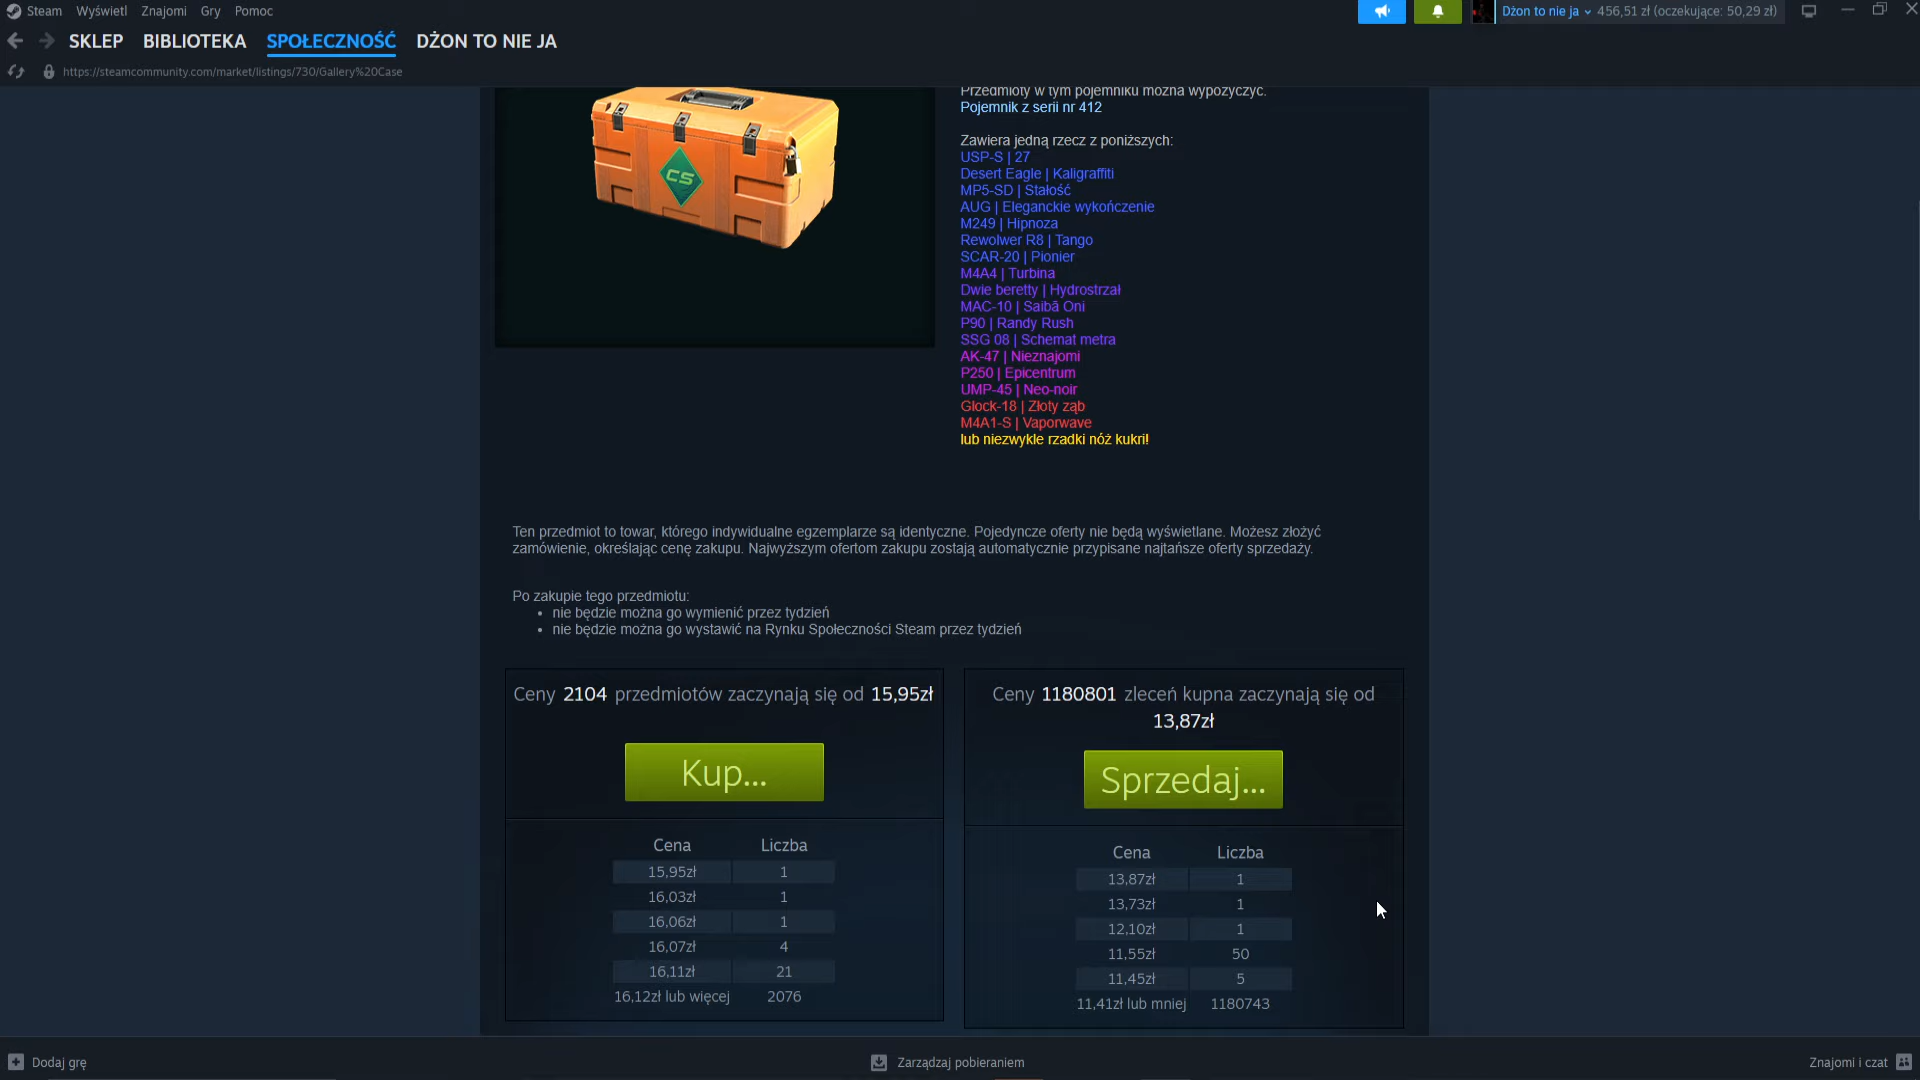 Steam Wyświetl Znajomi Gry Pomoc
Dżon to nie ja 456,51 zł (oczekujące: 50,29 zł)
SKLEP BIBLIOTEKA SPOŁECZNOŚĆ DŻON TO NIE JA
https://steamcommunity.com/market/listings/730/Gallery%20Case
Przedmioty w tym pojemniku można wypożyczyć.
Pojemnik z serii nr 412
CS
Zawiera jedną rzecz z poniższych:
USP-S | 27
Desert Eagle | Kaligraffiti
MP5-SD | Stałość
AUG | Eleganckie wykończenie
M249 | Hipnoza
Rewolwer R8 | Tango
SCAR-20 | Pionier
M4A4 | Turbina
Dwie beretty | Hydrostrzał
MAC-10 | Saibā Oni
P90 | Randy Rush
SSG 08 | Schemat metra
AK-47 | Nieznajomi
P250 | Epicentrum
UMP-45 | Neo-noir
Glock-18 | Złoty ząb
M4A1-S | Vaporwave
lub niezwykle rzadki nóż kukri!
Ten przedmiot to towar, którego indywidualne egzemplarze są identyczne. Pojedyncze oferty nie będą wyświetlane. Możesz złożyć
zamówienie, określając cenę zakupu. Najwyższym ofertom zakupu zostają automatycznie przypisane najtańsze oferty sprzedaży.
Po zakupie tego przedmiotu:
• nie będzie można go wymienić przez tydzień
• nie będzie można go wystawić na Rynku Społeczności Steam przez tydzień
Ceny 2104 przedmiotów zaczynają się od 15,95zł
Kup...
Cena Liczba
15,95zł 1
16,03zł 1
16,06zł 1
16,07zł 4
16,11zł 21
16,12zł lub więcej 2076
Ceny 1180801 zleceń kupna zaczynają się od
13,87zł
Sprzedaj...
Cena Liczba
13,87zł 1
13,73zł 1
12,10zł 1
11,55zł 50
11,45zł 5
11,41zł lub mniej 1180743
Dodaj grę
Zarządzaj pobieraniem
Znajomi i czat